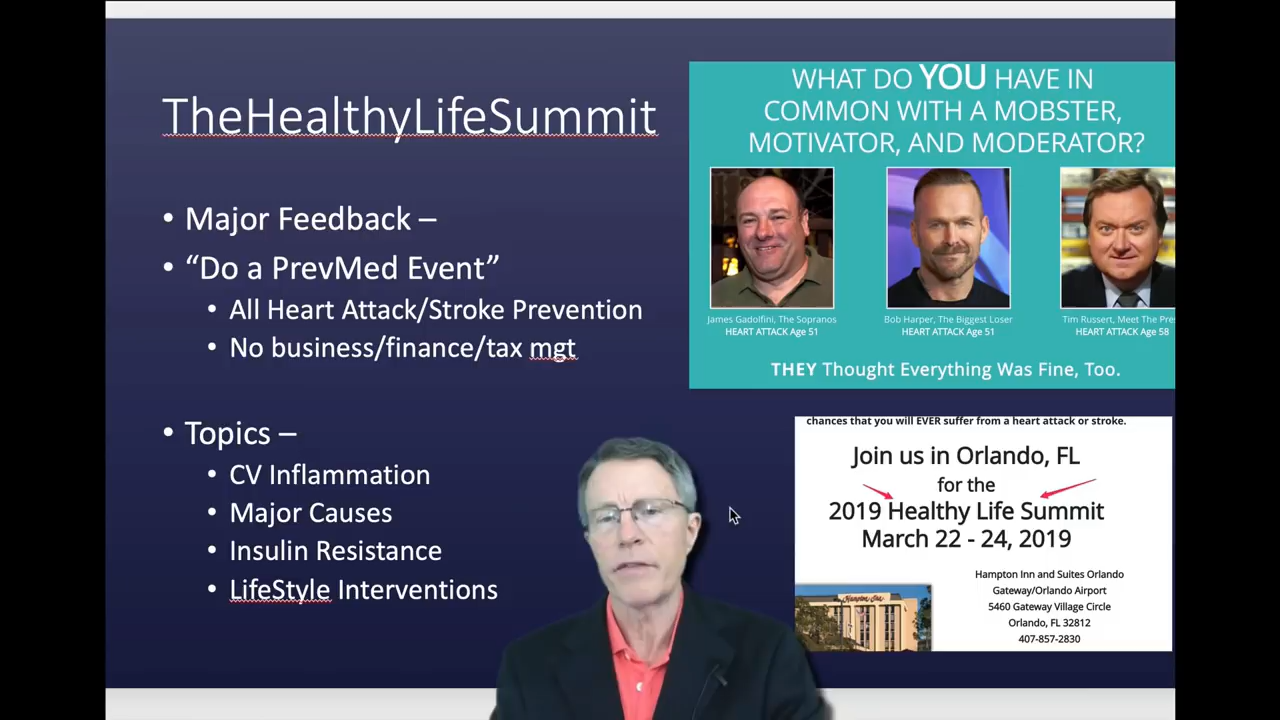 TheHealthyLifeSummit
• Major Feedback –
• “Do a PrevMed Event”
• All Heart Attack/Stroke Prevention
• No business/finance/tax mgt
• Topics –
• CV Inflammation
• Major Causes
• Insulin Resistance
• LifeStyle Interventions
WHAT DO YOU HAVE IN
COMMON WITH A MOBSTER,
MOTIVATOR, AND MODERATOR?
James Gadolfini, The Sopranos
HEART ATTACK Age 51
Bob Harper, The Biggest Loser
HEART ATTACK Age 51
Tim Russert, Meet The Pres
HEART ATTACK Age 58
THEY Thought Everything Was Fine, Too.
chances that you will EVER suffer from a heart attack or stroke.
Join us in Orlando, FL
for the
2019 Healthy Life Summit
March 22 - 24, 2019
Hampton Inn and Suites Orlando
Gateway/Orlando Airport
5460 Gateway Village Circle
Orlando, FL 32812
407-857-2830
Hampton Inn